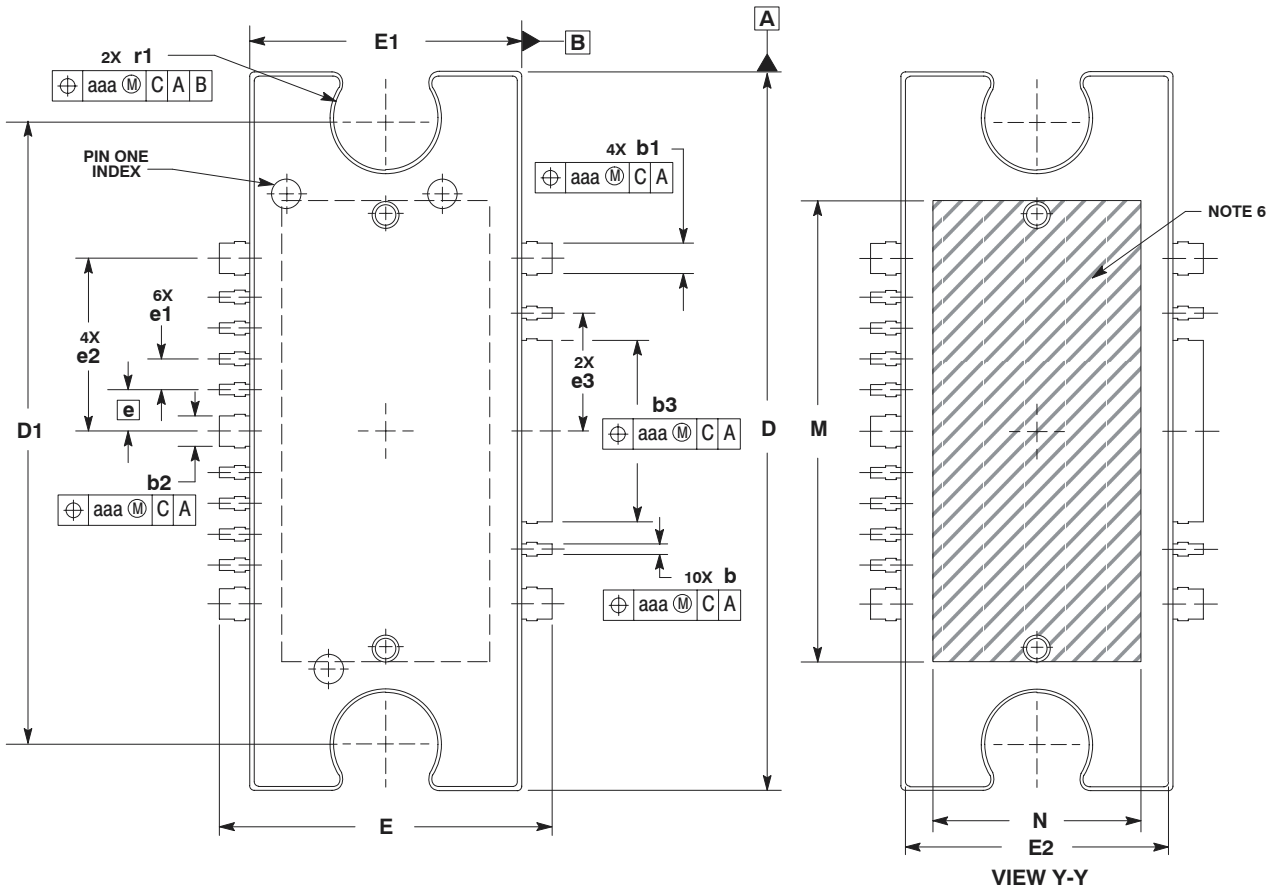 A
E1
B
2X r1
⌖ aaa Ⓜ C A B
PIN ONE
INDEX
4X b1
⌖ aaa Ⓜ C A
NOTE 6
6X
e1
4X
e2
2X
e3
e
b3
⌖ aaa Ⓜ C A
D1
D
M
b2
⌖ aaa Ⓜ C A
10X b
⌖ aaa Ⓜ C A
E
N
E2
VIEW Y-Y